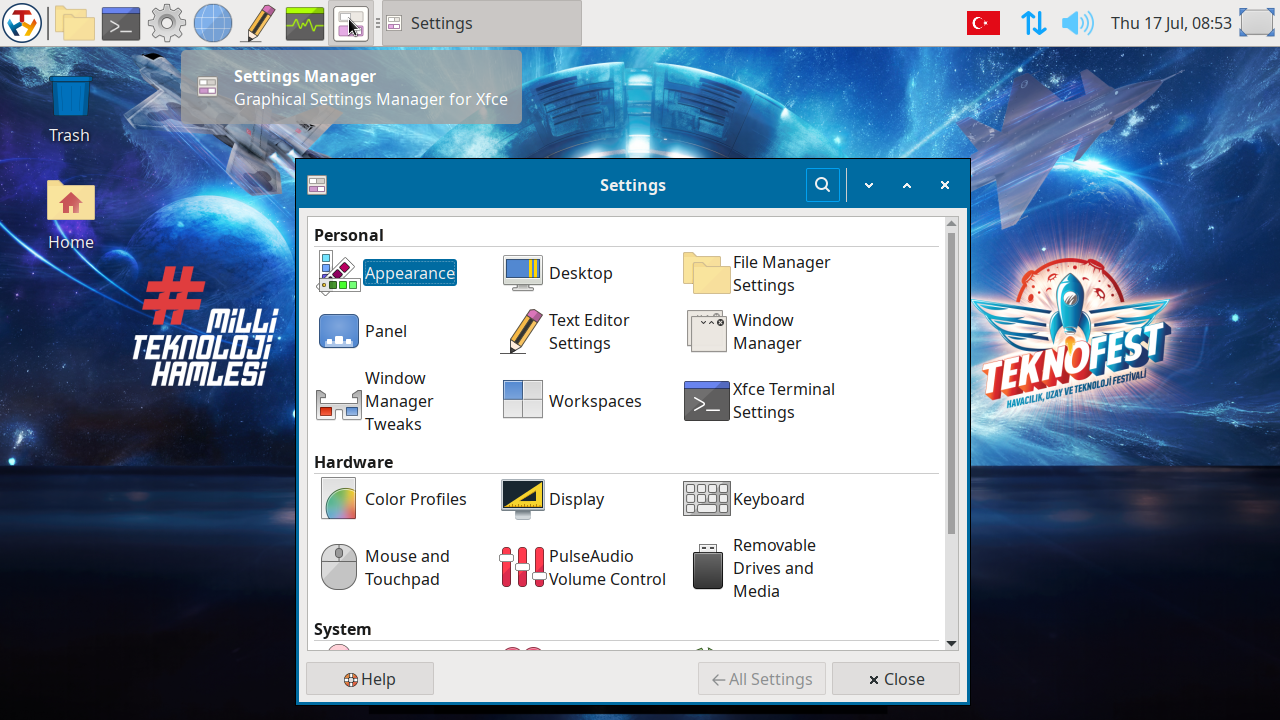 Settings
Thu 17 Jul, 08:53
Settings Manager
Graphical Settings Manager for Xfce
Trash
Home
#MİLLİ
TEKNOLOJİ
HAMLESİ
Settings
Personal
Appearance
Desktop
File Manager
Settings
Panel
Text Editor
Settings
Window
Manager
Window
Manager
Tweaks
Workspaces
Xfce Terminal
Settings
Hardware
Color Profiles
Display
Keyboard
Mouse and
Touchpad
PulseAudio
Volume Control
Removable
Drives and
Media
System
Help
All Settings
Close
TEKNOFEST
HAVACILIK, UZAY VE TEKNOLOJİ FESTİVALİ